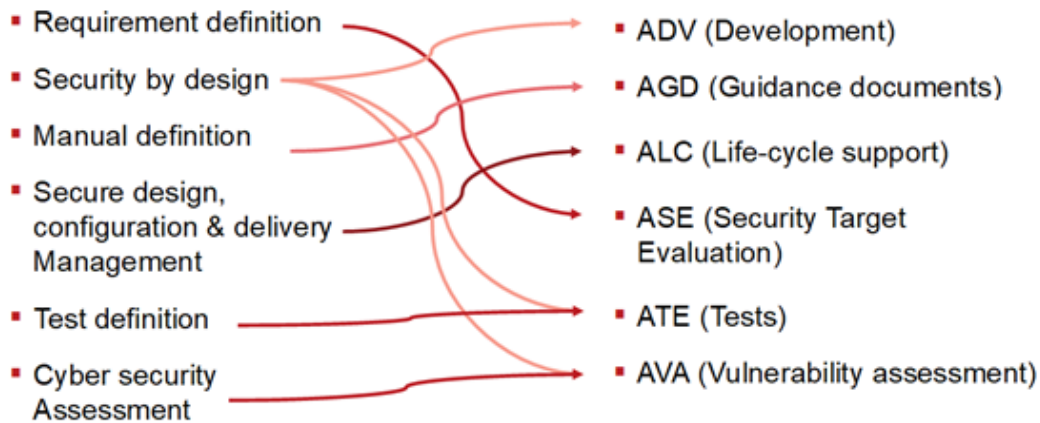 Requirement definition
Security by design
Manual definition
Secure design,
configuration & delivery
Management
Test definition
Cyber security
Assessment
ADV (Development)
AGD (Guidance documents)
ALC (Life-cycle support)
ASE (Security Target
Evaluation)
ATE (Tests)
AVA (Vulnerability assessment)